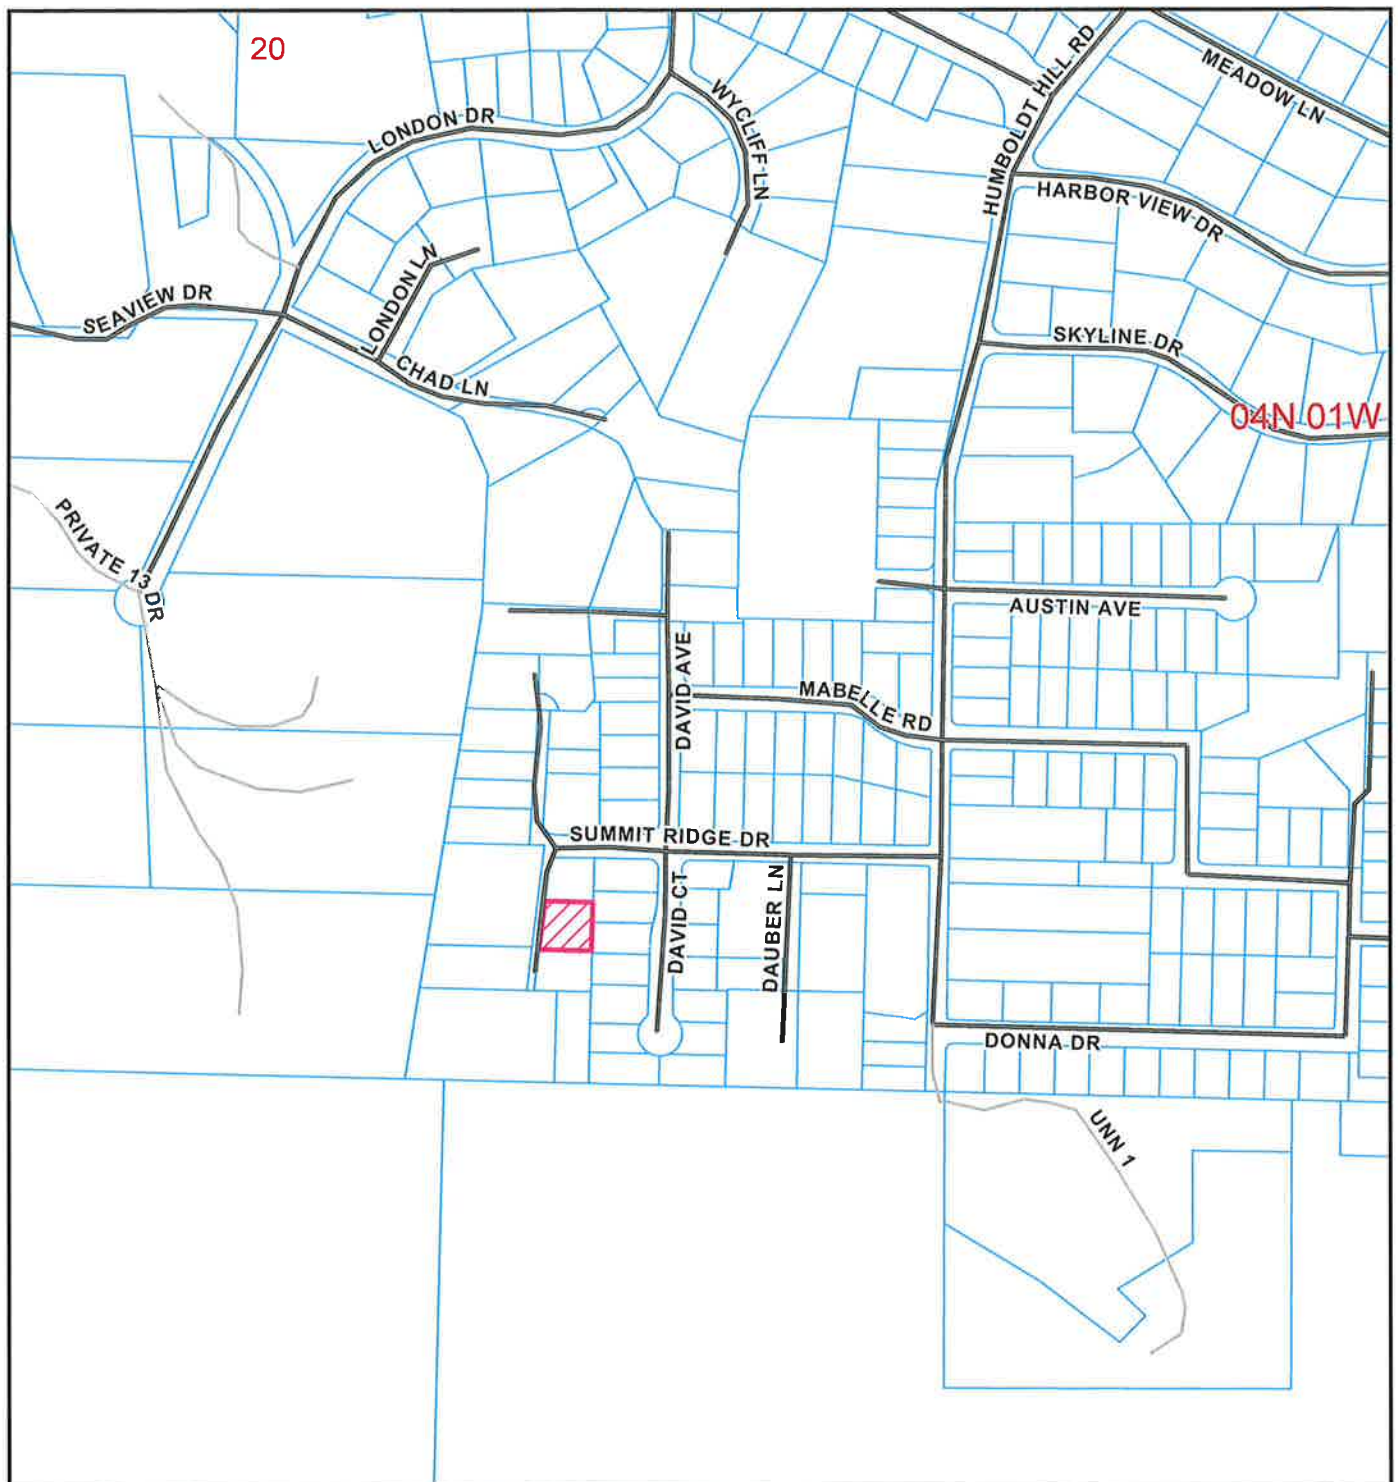 20
HUMBOLDT HILL RD
MEADOW LN
WYCLIFF LN
LONDON DR
HARBOR VIEW DR
LONDON LN
SEAVIEW DR
SKYLINE DR
CHAD LN
04N 01W
PRIVATE 13 DR
AUSTIN AVE
DAVID AVE
MABELLE RD
SUMMIT RIDGE DR
DAVID CT
DAUBER LN
DONNA DR
UNN 1